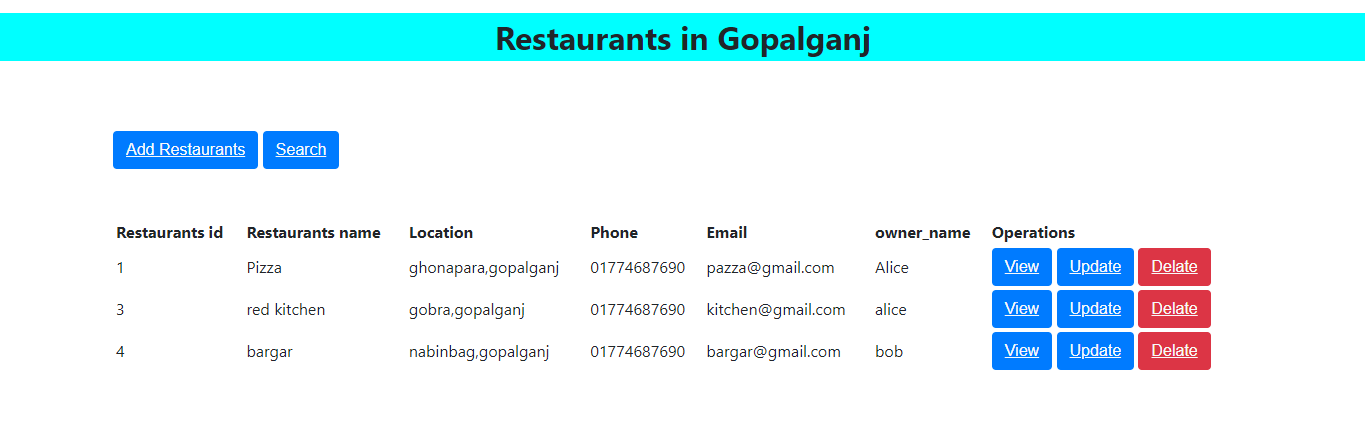 Restaurants in Gopalganj
Add Restaurants Search
Restaurants id Restaurants name Location Phone Email owner_name Operations
1 Pizza ghonapara,gopalganj 01774687690 pazza@gmail.com Alice View Update Delate
3 red kitchen gobra,gopalganj 01774687690 kitchen@gmail.com alice View Update Delate
4 bargar nabinbag,gopalganj 01774687690 bargar@gmail.com bob View Update Delate